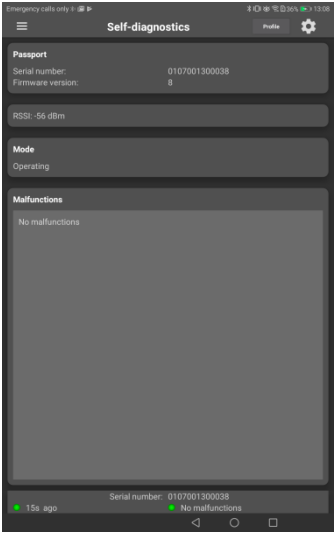 Emergency calls only
36% 13:08
Self-diagnostics
Profile
Passport
Serial number: 0107001300038
Firmware version: 8
RSSI: -56 dBm
Mode
Operating
Malfunctions
No malfunctions
Serial number: 0107001300038
15s ago No malfunctions